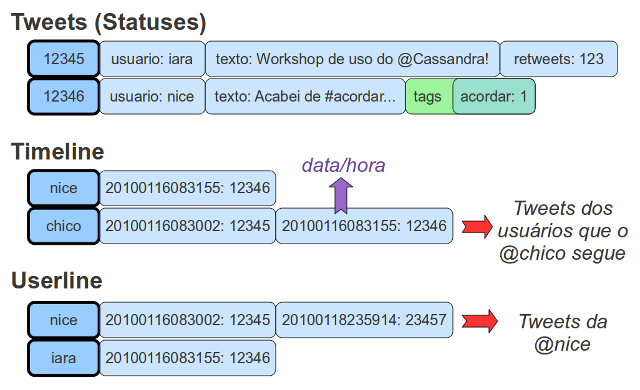 Tweets (Statuses)
12345 usuario: iara texto: Workshop de uso do @Cassandra! retweets: 123
12346 usuario: nice texto: Acabei de #acordar... tags acordar: 1
Timeline
data/hora
nice 20100116083155: 12346
chico 20100116083002: 12345 20100116083155: 12346
Tweets dos
usuários que o
@chico segue
Userline
nice 20100116083002: 12345 20100118235914: 23457
Tweets da
@nice
iara 20100116083155: 12346